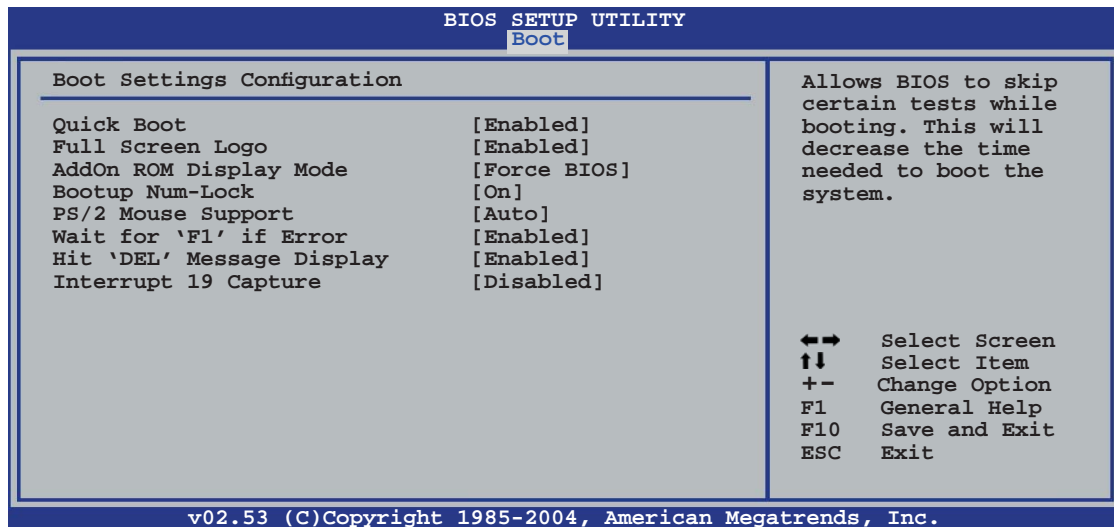 BIOS SETUP UTILITY
Boot
Boot Settings Configuration
Quick Boot [Enabled]
Full Screen Logo [Enabled]
AddOn ROM Display Mode [Force BIOS]
Bootup Num-Lock [On]
PS/2 Mouse Support [Auto]
Wait for ‘F1’ if Error [Enabled]
Hit ‘DEL’ Message Display [Enabled]
Interrupt 19 Capture [Disabled]
Allows BIOS to skip
certain tests while
booting. This will
decrease the time
needed to boot the
system.
←→ Select Screen
↑↓ Select Item
+- Change Option
F1 General Help
F10 Save and Exit
ESC Exit
v02.53 (C)Copyright 1985-2004, American Megatrends, Inc.